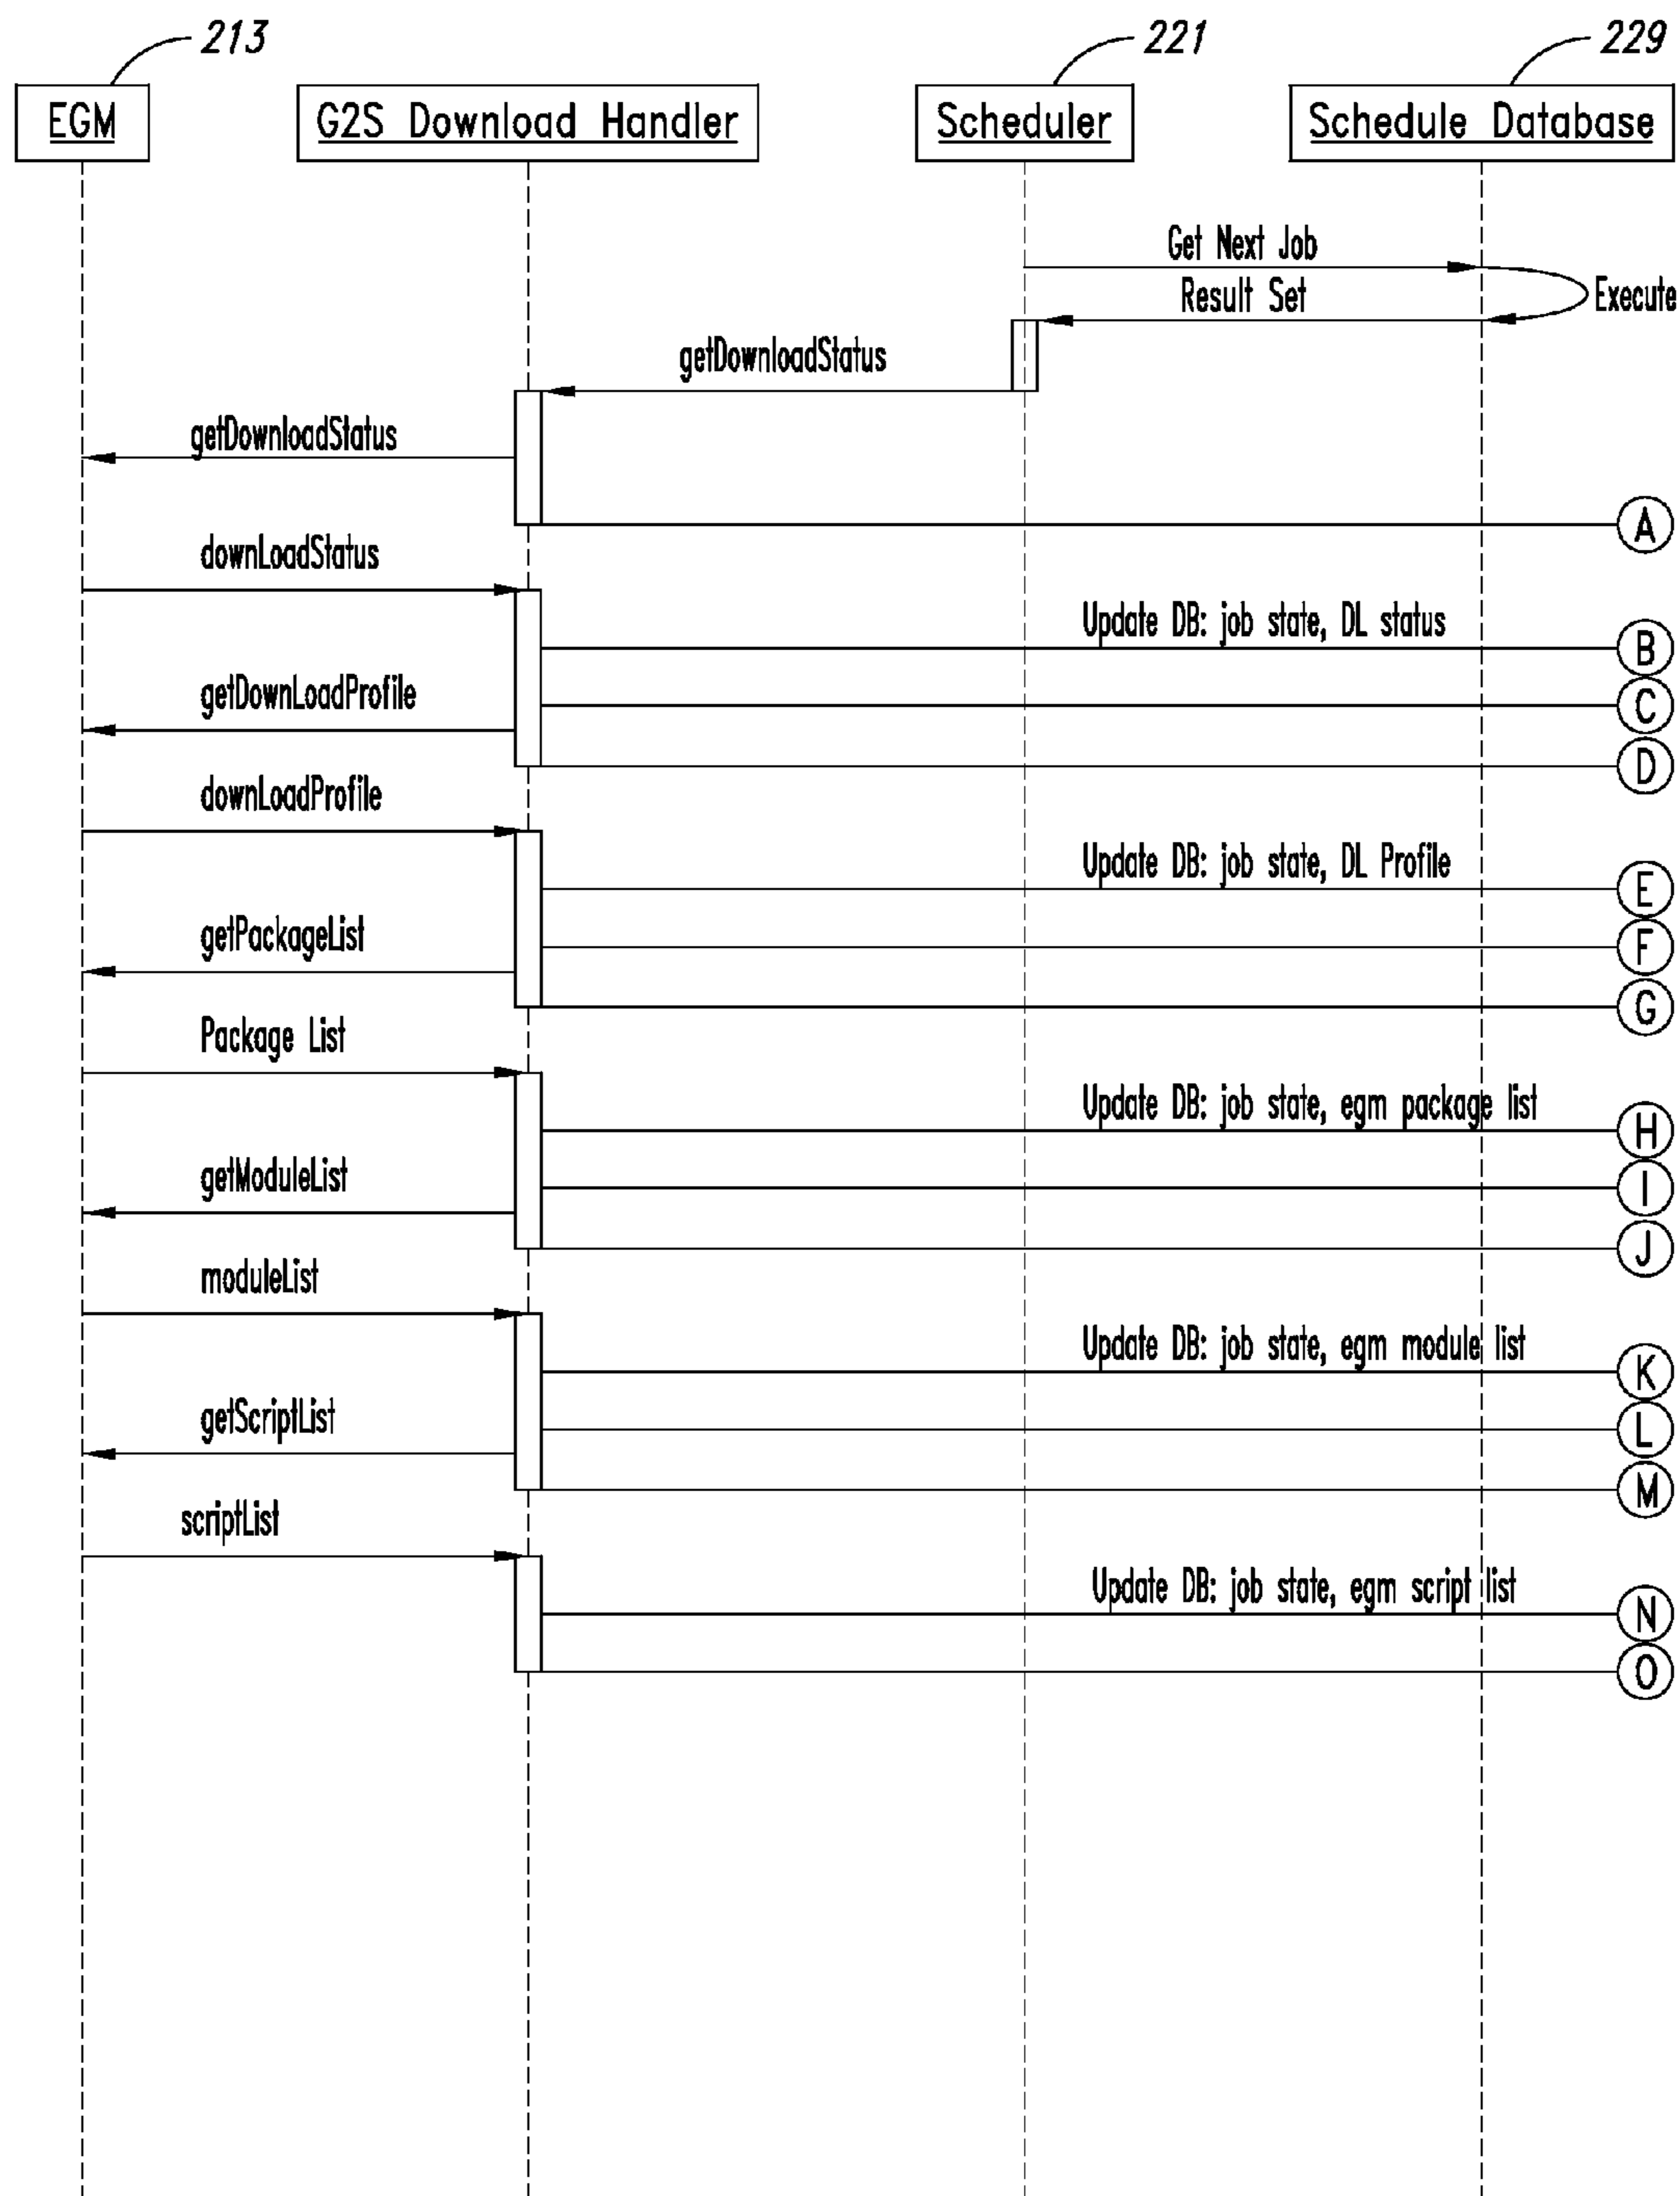 213
221
229
EGM
G2S Download Handler
Scheduler
Schedule Database
Get Next Job
Execute
Result Set
getDownloadStatus
getDownloadStatus
A
downLoadStatus
Update DB: job state, DL status
B
getDownLoadProfile
C
D
downLoadProfile
Update DB: job state, DL Profile
E
getPackageList
F
G
Package List
Update DB: job state, egm package list
H
getModuleList
I
J
moduleList
Update DB: job state, egm module list
K
getScriptList
L
M
scriptList
Update DB: job state, egm script list
N
O